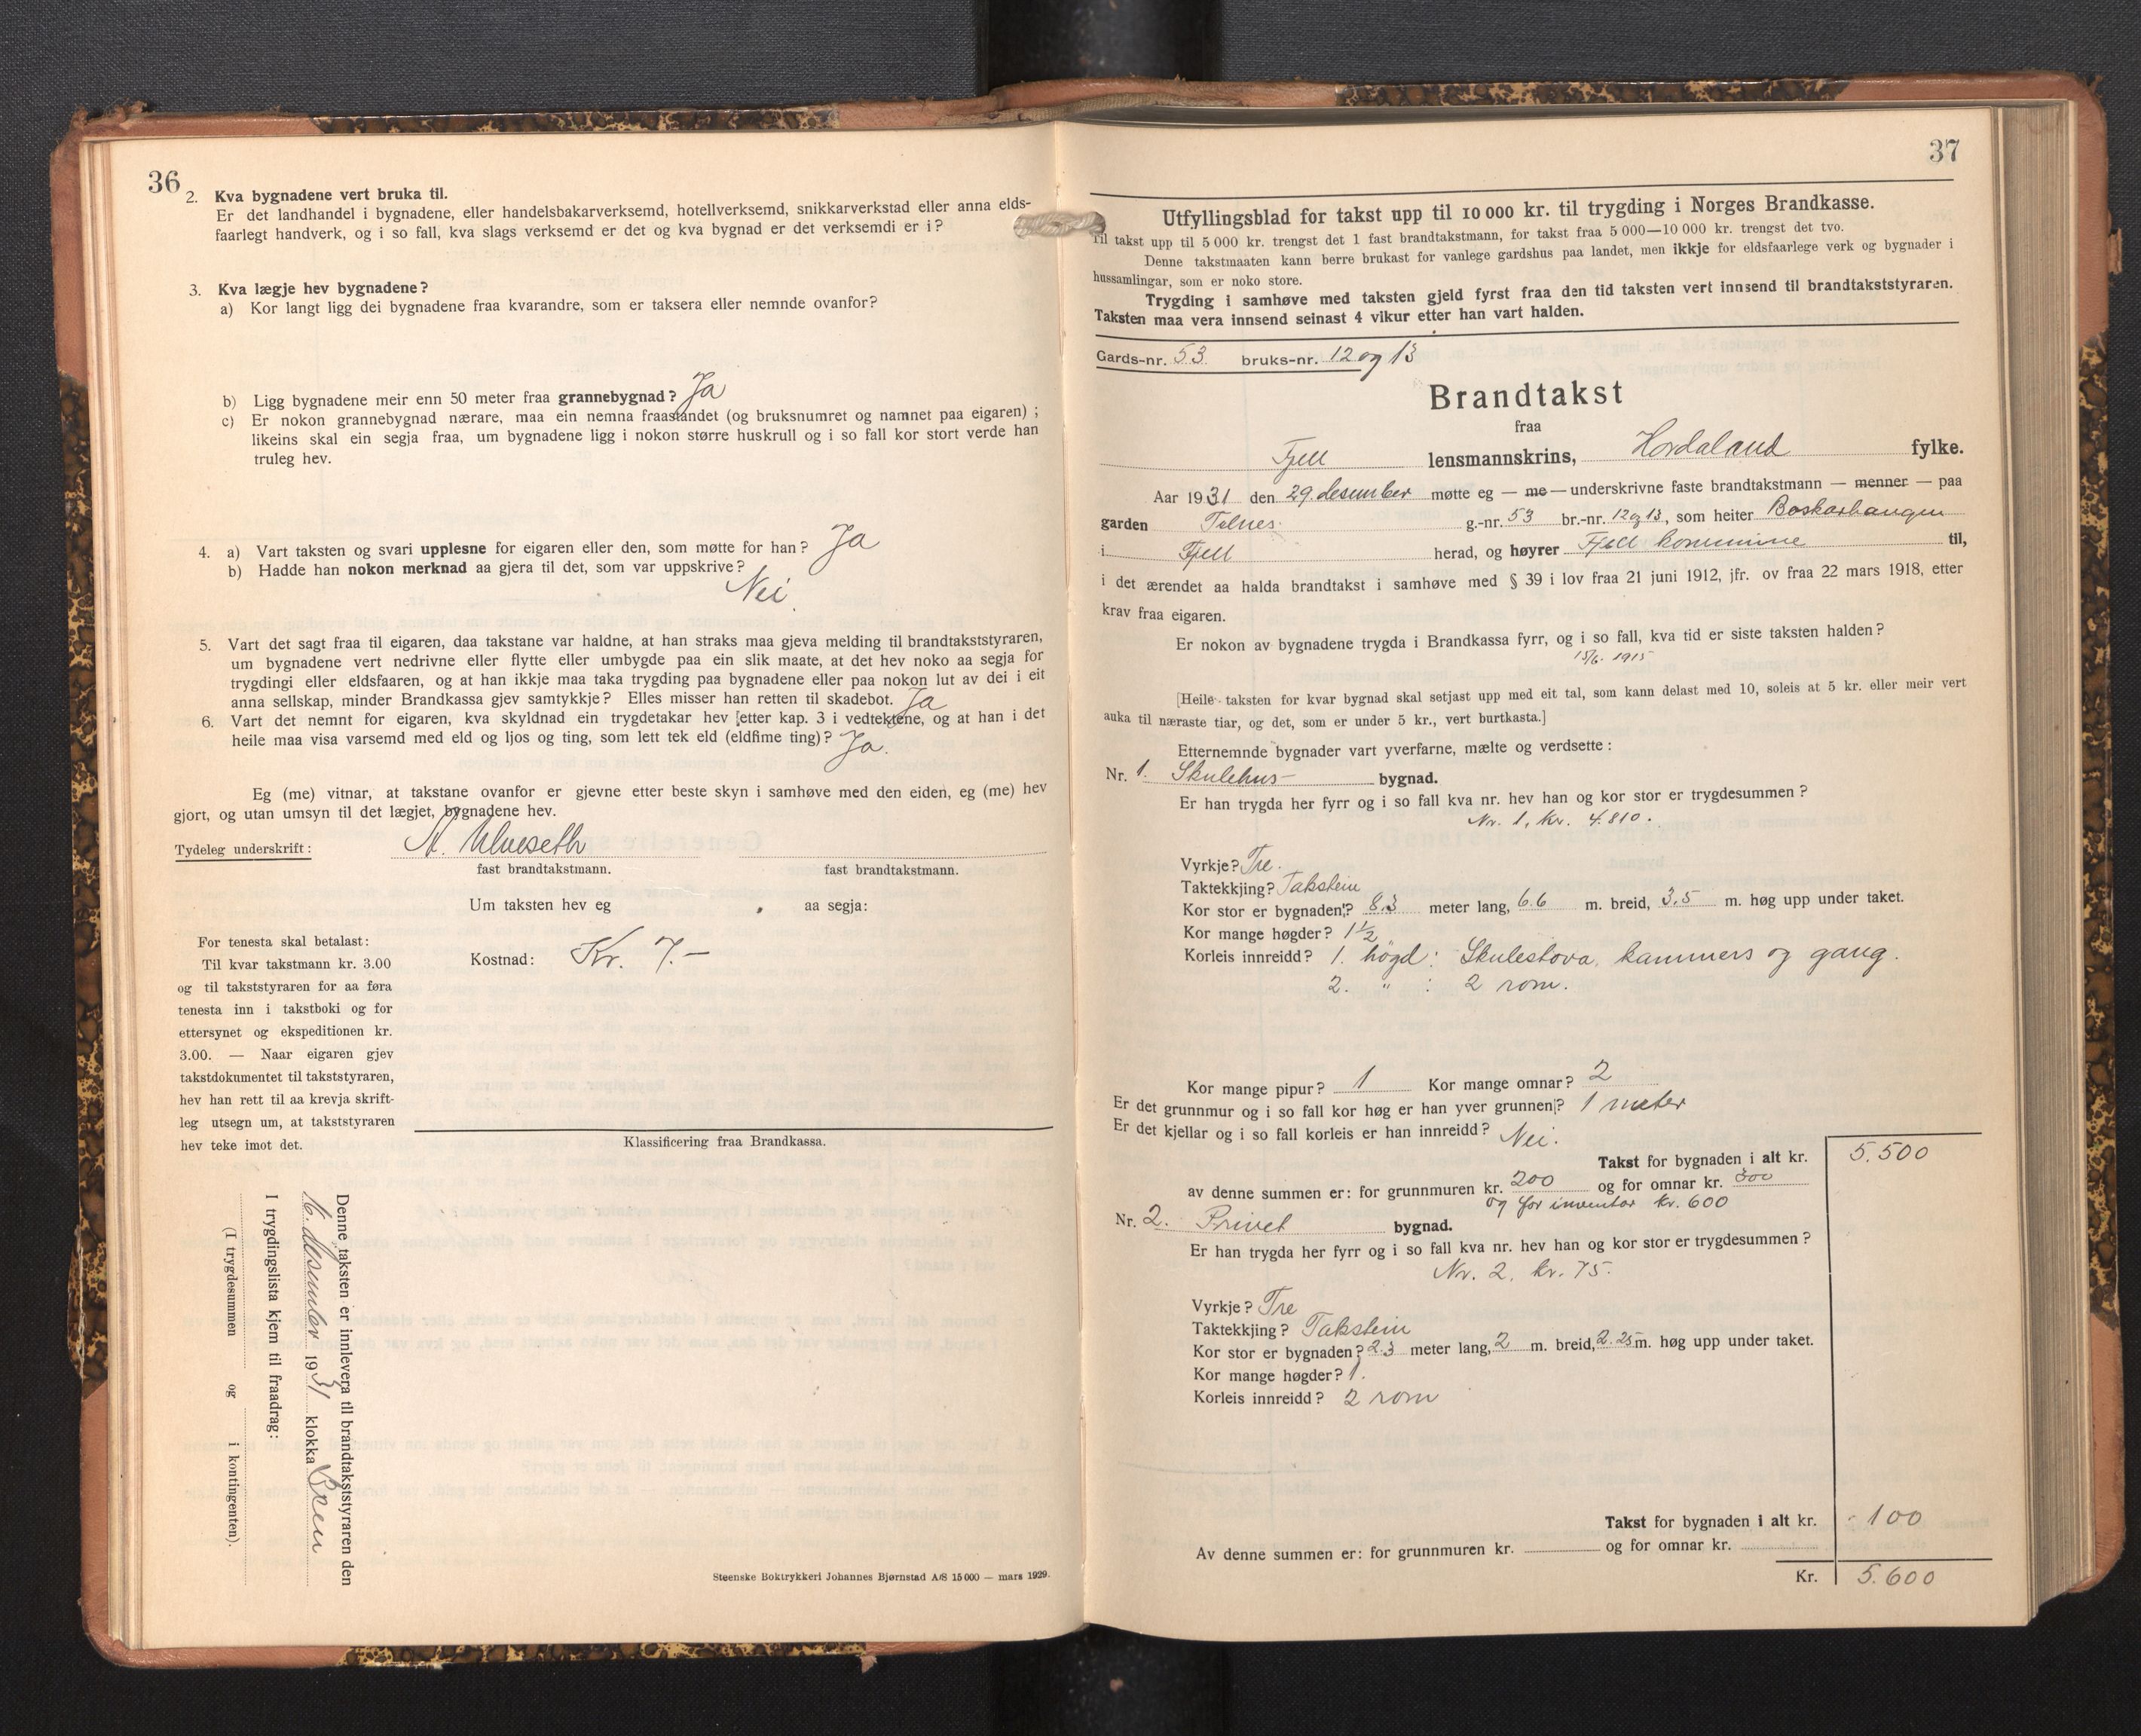 36
2. Kva bygnadene vert bruka til.
Er det landhandel i bygnadene, eller handelsbakarverksemd, hotellverksemd, snikkarverkstad eller anna elds-
faarlegt handverk, og i so fall, kva slags verksemd er det og kva bygnad er det verksemdi er i?
3. Kva lægje hev bygnadene?
a) Kor langt ligg dei bygnadene fraa kvarandre, som er taksera eller nemnde ovanfor?
b) Ligg bygnadene meir enn 50 meter fraa grannebygnad? Ja
c) Er nokon grannebygnad nærare, maa ein nemna fraastandet (og bruksnumret og namnet paa eigaren);
likeins skal ein segja fraa, um bygnadene ligg i nokon større huskrull og i so fall kor stort verde han
truleg hev.
4. a) Vart taksten og svari upplesne for eigaren eller den, som møtte for han? Ja
b) Hadde han nokon merknad aa gjera til det, som var uppskrive?
Nei.
5. Vart det sagt fraa til eigaren, daa takstane var haldne, at han straks maa gjeva melding til brandtakststyraren,
um bygnadene vert nedrivne eller flytte eller umbygde paa ein slik maate, at det hev noko aa segja for
trygdingi eller eldsfaaren, og at han ikkje maa taka trygding paa bygnadene eller paa nokon lut av dei i eit
anna sellskap, minder Brandkassa gjev samtykkje? Elles misser han retten til skadebot. Ja
6. Vart det nemnt for eigaren, kva skyldnad ein trygdetakar hev [etter kap. 3 i vedtektene, og at han i det
heile maa visa varsemd med eld og ljos og ting, som lett tek eld (eldfime ting)? Ja.
Eg (me) vitnar, at takstane ovanfor er gjevne etter beste skyn i samhøve med den eiden, eg (me) hev
gjort, og utan umsyn til det lægjet, bygnadene hev.
Tydeleg underskrift: A. Ulveseth
fast brandtakstmann. fast brandtakstmann.
Um taksten hev eg aa segja:
For tenesta skal betalast:
Til kvar takstmann kr. 3.00
og til takststyraren for aa føra
tenesta inn i takstboki og for
ettersynet og ekspeditionen kr.
3.00. — Naar eigaren gjev
takstdokumentet til takststyraren,
hev han rett til aa krevja skrift-
leg utsegn um, at takststyraren
hev teke imot det.
Kostnad: Kr. 7.—
Klassificering fraa Brandkassa.
Denne taksten er innlevera til brandtakststyraren den
16. desember 1931 klokka
I trygdingslista kjem til fraadrag:
(I trygdesummen og i kontingenten).
Steenske Boktrykkeri Johannes Bjørnstad A/S 15 000 — mars 1929.
37
Utfyllingsblad for takst upp til 10 000 kr. til trygding i Norges Brandkasse.
Til takst upp til 5 000 kr. trengst det 1 fast brandtakstmann, for takst fraa 5 000—10 000 kr. trengst det tvo.
Denne takstmaaten kann berre brukast for vanlege gardshus paa landet, men ikkje for eldsfaarlege verk og bygnader i
hussamlingar, som er noko store.
Trygding i samhøve med taksten gjeld fyrst fraa den tid taksten vert innsend til brandtakststyraren.
Taksten maa vera innsend seinast 4 vikur etter han vart halden.
Gards-nr. 53. bruks-nr. 12 og 13
Brandtakst
fraa
Fjell lensmannskrins, Hordaland fylke.
Aar 1931 den 29. desember møtte eg — me — underskrivne faste brandtakstmann — menner — paa
garden Telnes. g.-nr. 53 br.-nr. 12 og 13, som heiter Boskarhaugen
i Fjell herad, og høyrer Fjell kommune til,
i det ærendet aa halda brandtakst i samhøve med § 39 i lov fraa 21 juni 1912, jfr. ov fraa 22 mars 1918, etter
krav fraa eigaren.
Er nokon av bygnadene trygda i Brandkassa fyrr, og i so fall, kva tid er siste taksten halden?
15/6. 1915
[Heile taksten for kvar bygnad skal setjast upp med eit tal, som kann delast med 10, soleis at 5 kr. eller meir vert
auka til næraste tiar, og det, som er under 5 kr., vert burtkasta.]
Etternemnde bygnader vart yverfarne, mælte og verdsette:
Nr. 1. Skulehus- bygnad.
Er han trygda her fyrr og i so fall kva nr. hev han og kor stor er trygdesummen?
Nr. 1, kr. 4.810.
Vyrkje? Tre.
Taktekkjing? Takstein
Kor stor er bygnaden? 8.3 meter lang, 6.6 m. breid, 3.5 m. høg upp under taket.
Kor mange høgder? 1 1/2
Korleis innreidd? 1. högd: Skulestova, kammers og gang.
2. " : 2 rom.
Kor mange pipur? 1 Kor mange omnar? 2
Er det grunnmur og i so fall kor høg er han yver grunnen? 1 meter
Er det kjellar og i so fall korleis er han innreidd? Nei.
Takst for bygnaden i alt kr. 5.500
av denne summen er: for grunnmuren kr. 200 og for omnar kr. 300
og for inventar kr. 600
Nr. 2. Privet bygnad.
Er han trygda her fyrr og i so fall kva nr. hev han og kor stor er trygdesummen?
Nr. 2, kr. 75.
Vyrkje? Tre
Taktekkjing? Takstein
Kor stor er bygnaden? 2.3 meter lang, 2 m. breid, 2.25 m. høg upp under taket.
Kor mange høgder? 1.
Korleis innreidd? 2 rom
Takst for bygnaden i alt kr. 100
Av denne summen er: for grunnmuren kr. og for omnar kr.
Kr. 5.600